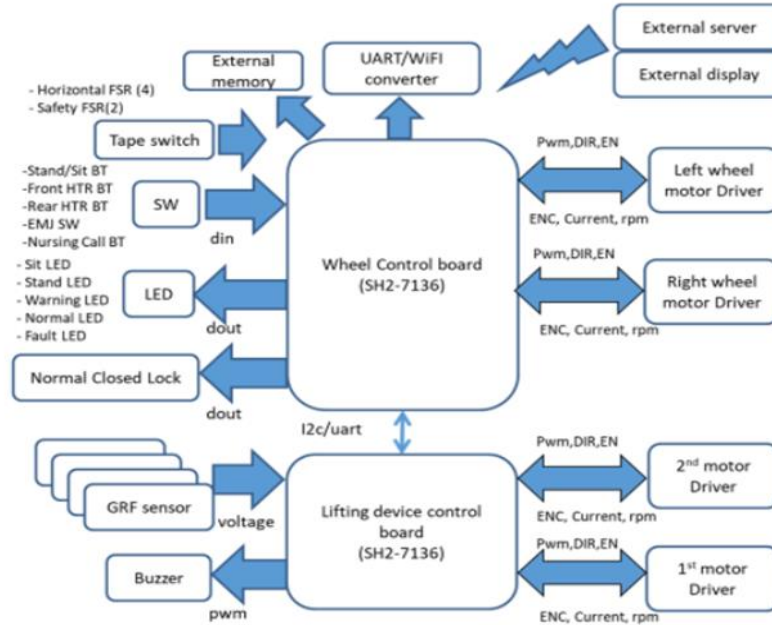 External server
External display
External
memory
UART/WiFI
converter
- Horizontal FSR (4)
- Safety FSR(2)
Tape switch
-Stand/Sit BT
-Front HTR BT
-Rear HTR BT
-EMJ SW
-Nursing Call BT
SW
din
- Sit LED
- Stand LED
- Warning LED
- Normal LED
- Fault LED
LED
dout
Normal Closed Lock
dout
Wheel Control board
(SH2-7136)
Pwm,DIR,EN
ENC, Current, rpm
Left wheel
motor Driver
Pwm,DIR,EN
ENC, Current, rpm
Right wheel
motor Driver
I2c/uart
GRF sensor
voltage
Buzzer
pwm
Lifting device control
board
(SH2-7136)
Pwm,DIR,EN
ENC, Current, rpm
2nd motor
Driver
Pwm,DIR,EN
ENC, Current, rpm
1st motor
Driver